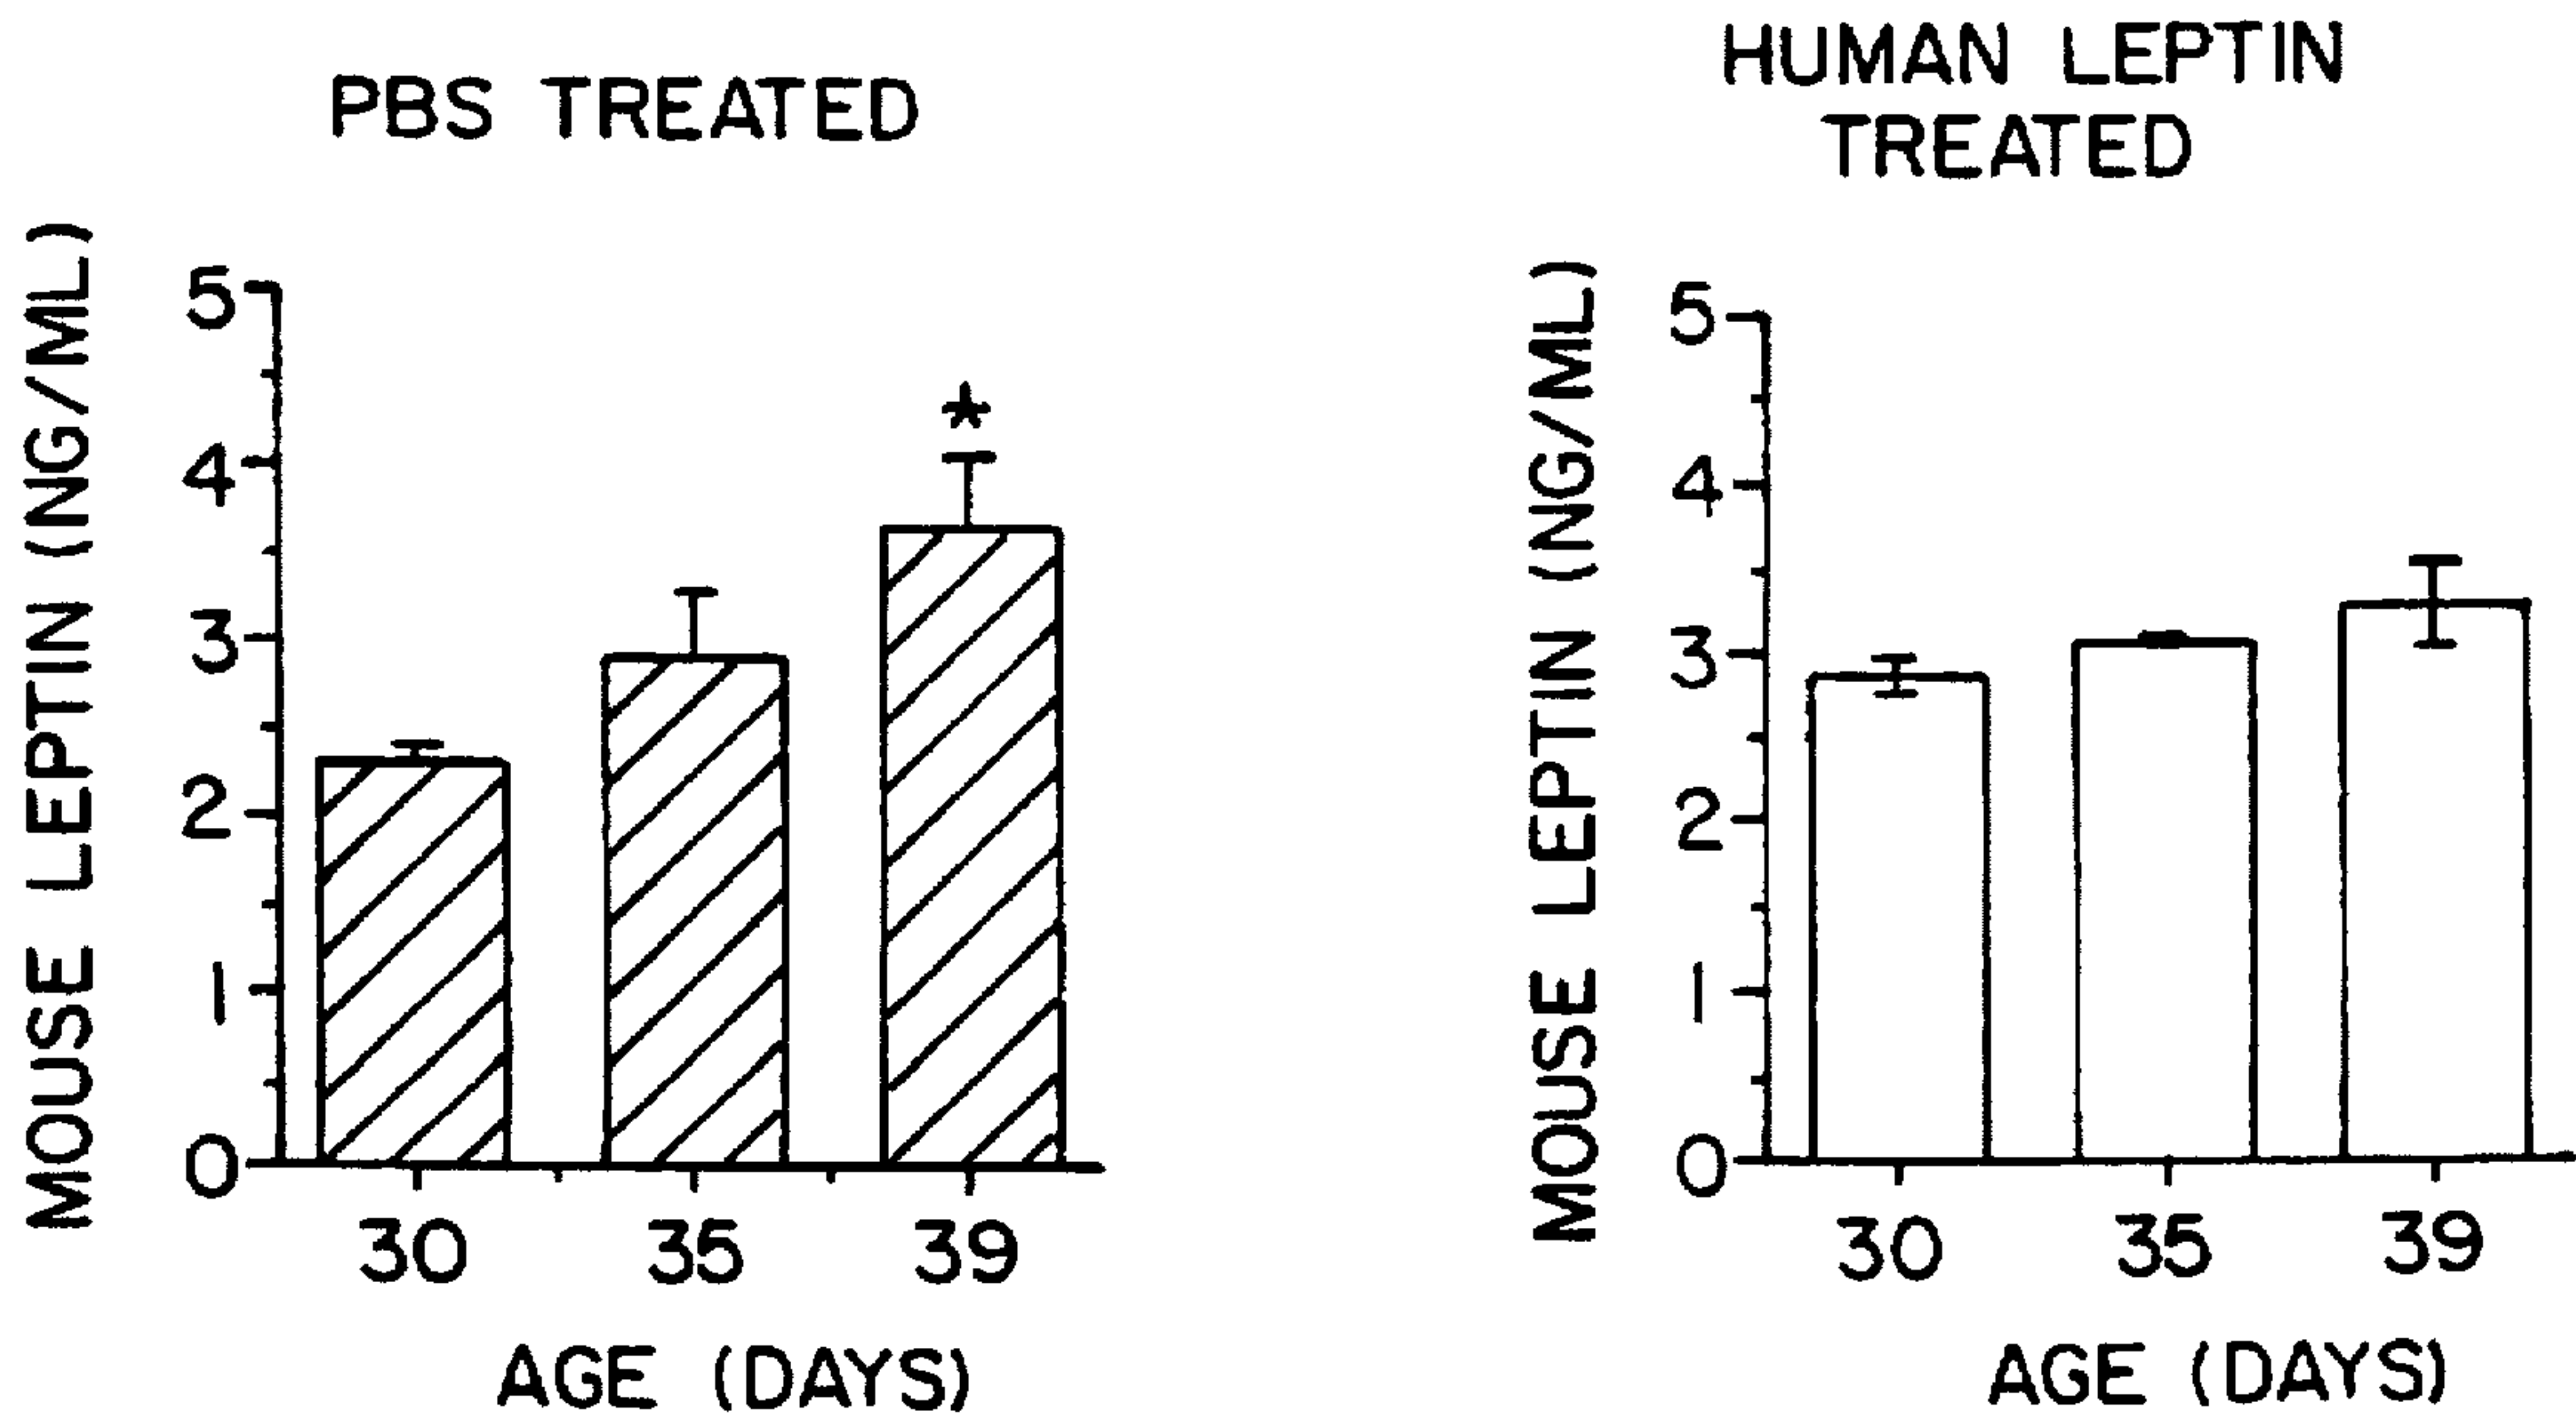 PBS TREATED
MOUSE LEPTIN (NG/ML)
5
4
3
2
1
0
*
30 35 39
AGE (DAYS)
HUMAN LEPTIN
TREATED
MOUSE LEPTIN (NG/ML)
5
4
3
2
1
0
30 35 39
AGE (DAYS)